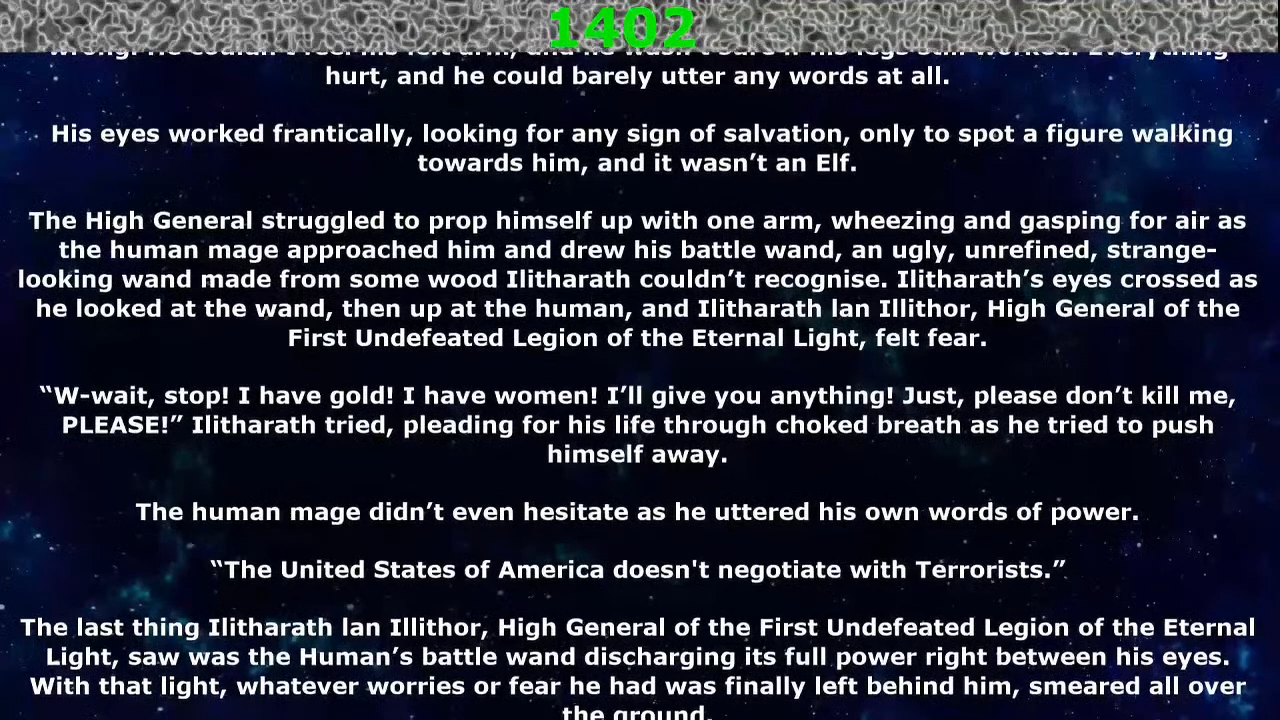 1402
hurt, and he could barely utter any words at all.
His eyes worked frantically, looking for any sign of salvation, only to spot a figure walking
towards him, and it wasn’t an Elf.
The High General struggled to prop himself up with one arm, wheezing and gasping for air as
the human mage approached him and drew his battle wand, an ugly, unrefined, strange-
looking wand made from some wood Ilitharath couldn’t recognise. Ilitharath’s eyes crossed as
he looked at the wand, then up at the human, and Ilitharath lan Illithor, High General of the
First Undefeated Legion of the Eternal Light, felt fear.
“W-wait, stop! I have gold! I have women! I’ll give you anything! Just, please don’t kill me,
PLEASE!” Ilitharath tried, pleading for his life through choked breath as he tried to push
himself away.
The human mage didn’t even hesitate as he uttered his own words of power.
“The United States of America doesn't negotiate with Terrorists.”
The last thing Ilitharath lan Illithor, High General of the First Undefeated Legion of the Eternal
Light, saw was the Human’s battle wand discharging its full power right between his eyes.
With that light, whatever worries or fear he had was finally left behind him, smeared all over
the ground.